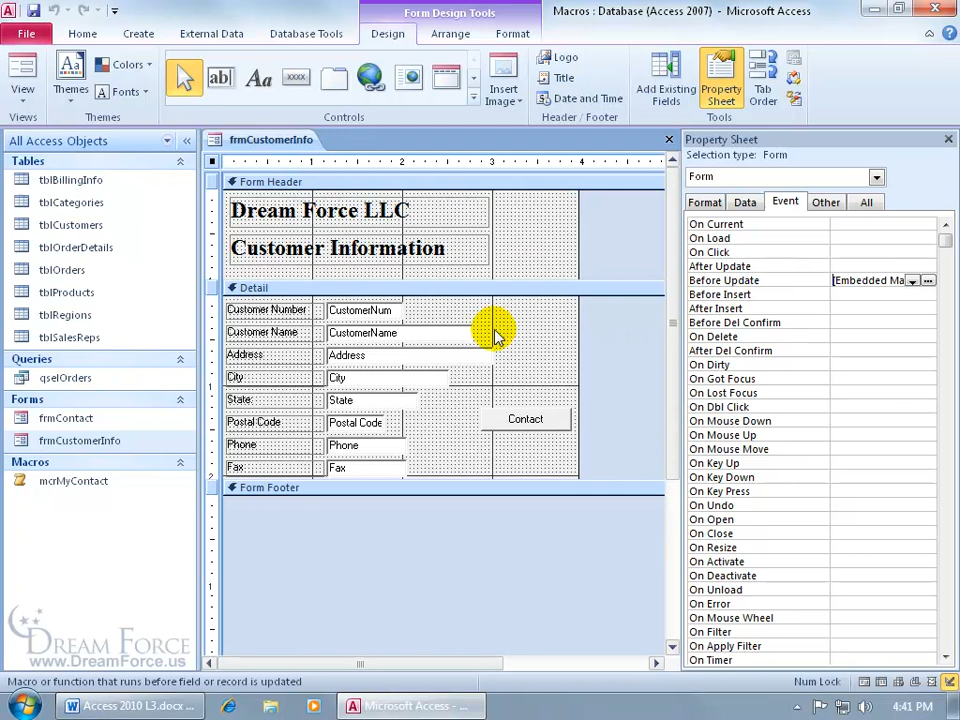 Form Design Tools
Macros : Database (Access 2007) - Microsoft Access
File
Home
Create
External Data
Database Tools
Design
Arrange
Format
View
Themes
Colors
Fonts
Themes
ab|
Aa
xxxx
Controls
Insert
Image
Logo
Title
Date and Time
Header / Footer
Add Existing
Fields
Property
Sheet
Tab
Order
Tools
All Access Objects
Tables
tblBillingInfo
tblCategories
tblCustomers
tblOrderDetails
tblOrders
tblProducts
tblRegions
tblSalesReps
Queries
qselOrders
Forms
frmContact
frmCustomerInfo
Macros
mcrMyContact
DREAM FORCE
www.DreamForce.us
frmCustomerInfo
1 2 3 4
Form Header
Dream Force LLC
Customer Information
Detail
Customer Number CustomerNum
Customer Name CustomerName
Address Address
City City
State: State
Postal Code Postal Code
Phone Phone
Fax Fax
Contact
Form Footer
Property Sheet
Selection type: Form
Form
Format Data Event Other All
On Current
On Load
On Click
After Update
Before Update [Embedded Ma
Before Insert
After Insert
Before Del Confirm
On Delete
After Del Confirm
On Dirty
On Got Focus
On Lost Focus
On Dbl Click
On Mouse Down
On Mouse Up
On Mouse Move
On Key Up
On Key Down
On Key Press
On Undo
On Open
On Close
On Resize
On Activate
On Deactivate
On Unload
On Error
On Mouse Wheel
On Filter
On Apply Filter
On Timer
Macro or function that runs before field or record is updated
Num Lock
Access 2010 L3.docx ...
Microsoft Access - ...
4:41 PM